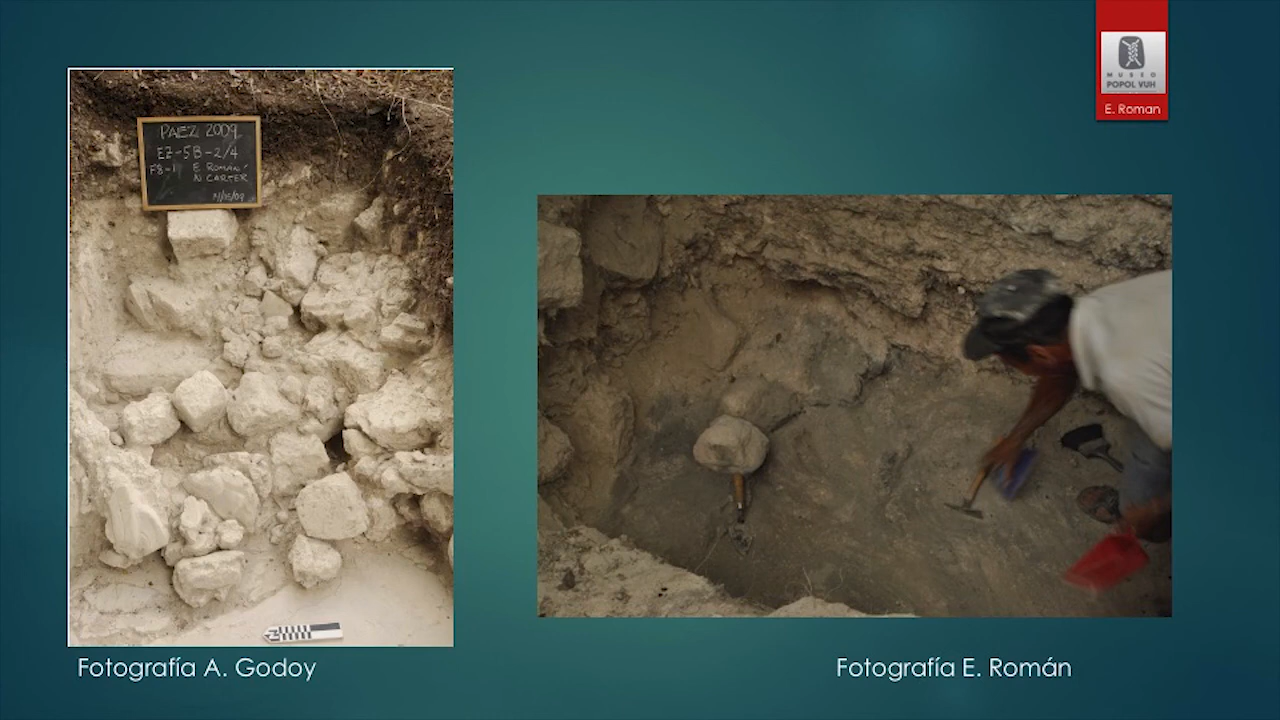 MUSEO
POPOL VUH
E. Roman
PAEZ 2009
EZ-5B-2/4
F8-1 E ROMAN/
N CARTER
Fotografía A. Godoy
Fotografía E. Román